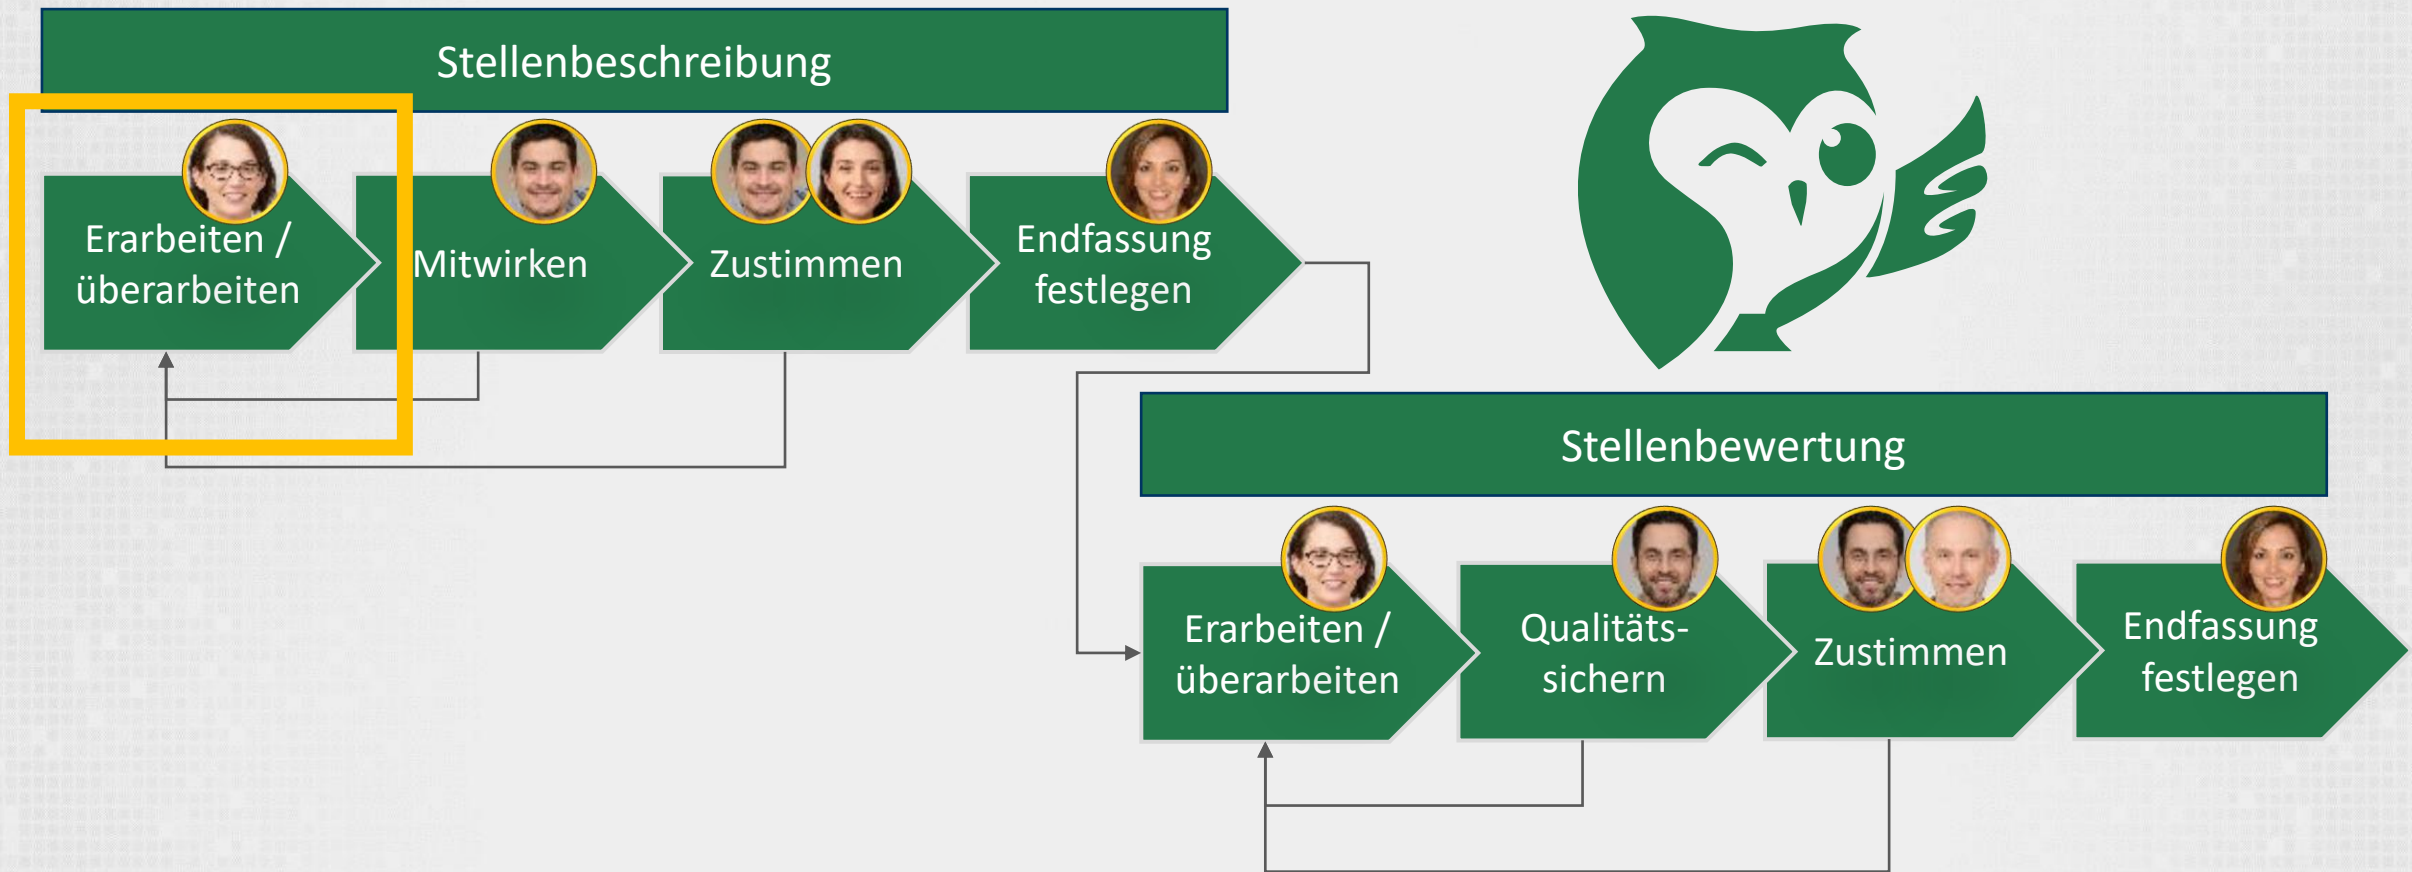 Stellenbeschreibung
Erarbeiten /
überarbeiten
Mitwirken
Zustimmen
Endfassung
festlegen
Stellenbewertung
Erarbeiten /
überarbeiten
Qualitäts-
sichern
Zustimmen
Endfassung
festlegen